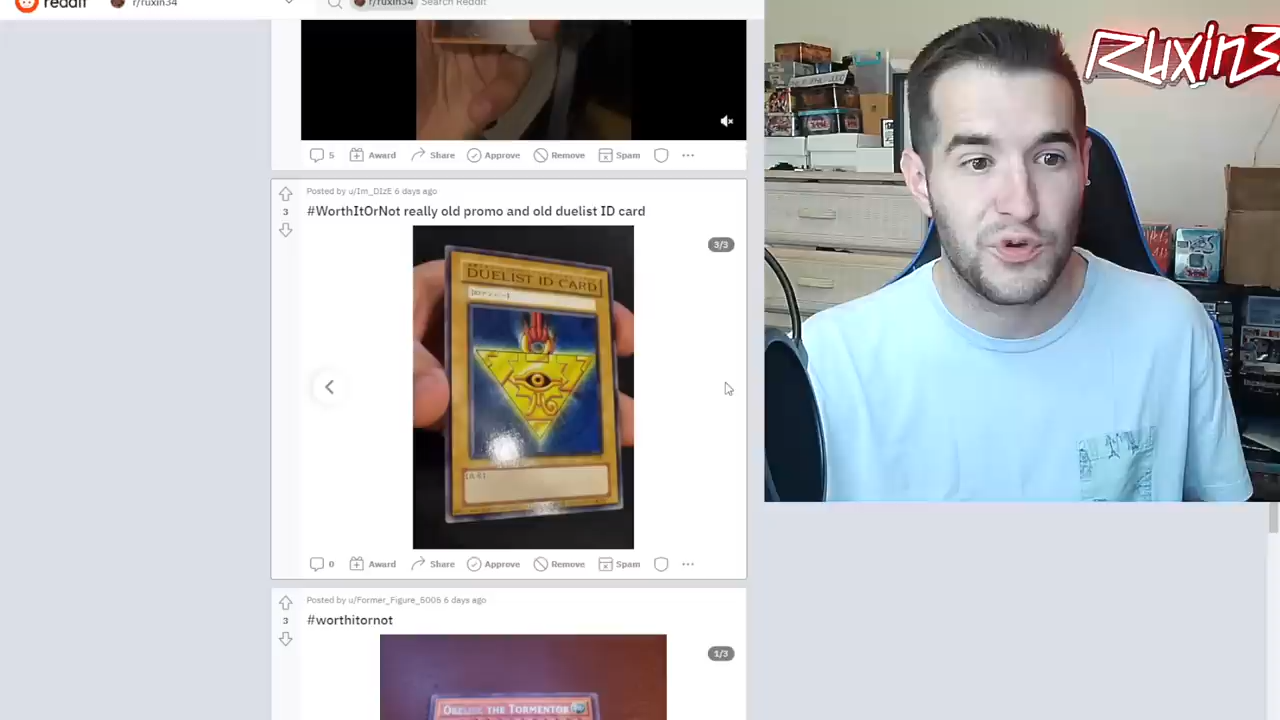 reddit
r/ruxin34
r/ruxin34 Search Reddit
5 Award Share Approve Remove Spam
Posted by u/Im_DIzE 6 days ago
3
#WorthItOrNot really old promo and old duelist ID card
3/3
DUELIST ID CARD
0 Award Share Approve Remove Spam
Posted by u/Former_Figure_5005 6 days ago
3
#worthitornot
1/3
OBELISK THE TORMENTOR
Ruxin3